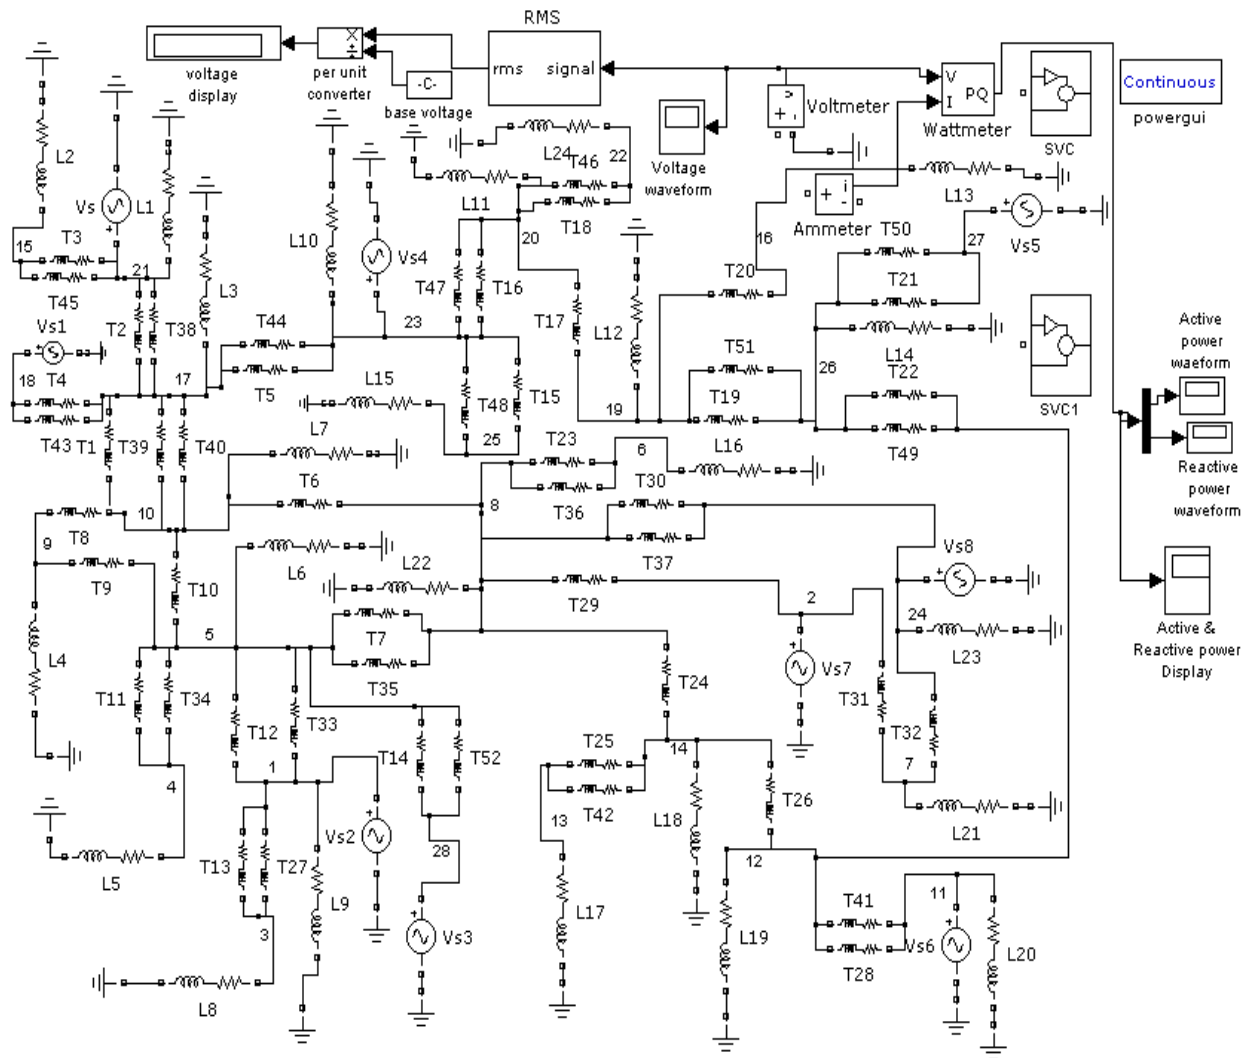 RMS
rms
signal
voltage
display
per unit
converter
-C-
base voltage
Voltage
waveform
Voltmeter
V
I
PQ
Wattmeter
SVC
Continuous
powergui
Ammeter
SVC1
Active
power
waeform
Reactive
power
waveform
Active &
Reactive power
Display
L2
Vs
L1
15
T3
T45
21
T2
T38
L3
Vs1
18
T4
T43
17
T1
T39
T40
T44
T5
L10
Vs4
23
L24
T46
22
L11
T18
20
T47
T16
T17
L12
L15
T48
T15
25
L7
19
T20
16
L13
Vs5
T50
27
T21
L14
26
T22
T49
T51
T19
L16
T23
6
T36
T30
T37
8
T6
10
T8
9
T9
T10
L6
L22
T29
2
Vs8
24
L23
Vs7
T31
T32
7
L21
L4
5
T7
T35
T11
T34
T12
T33
T14
T52
T24
14
T25
T42
13
L18
T26
12
L17
L19
T41
11
T28
Vs6
L20
4
L5
1
T13
T27
3
L8
L9
Vs2
28
Vs3